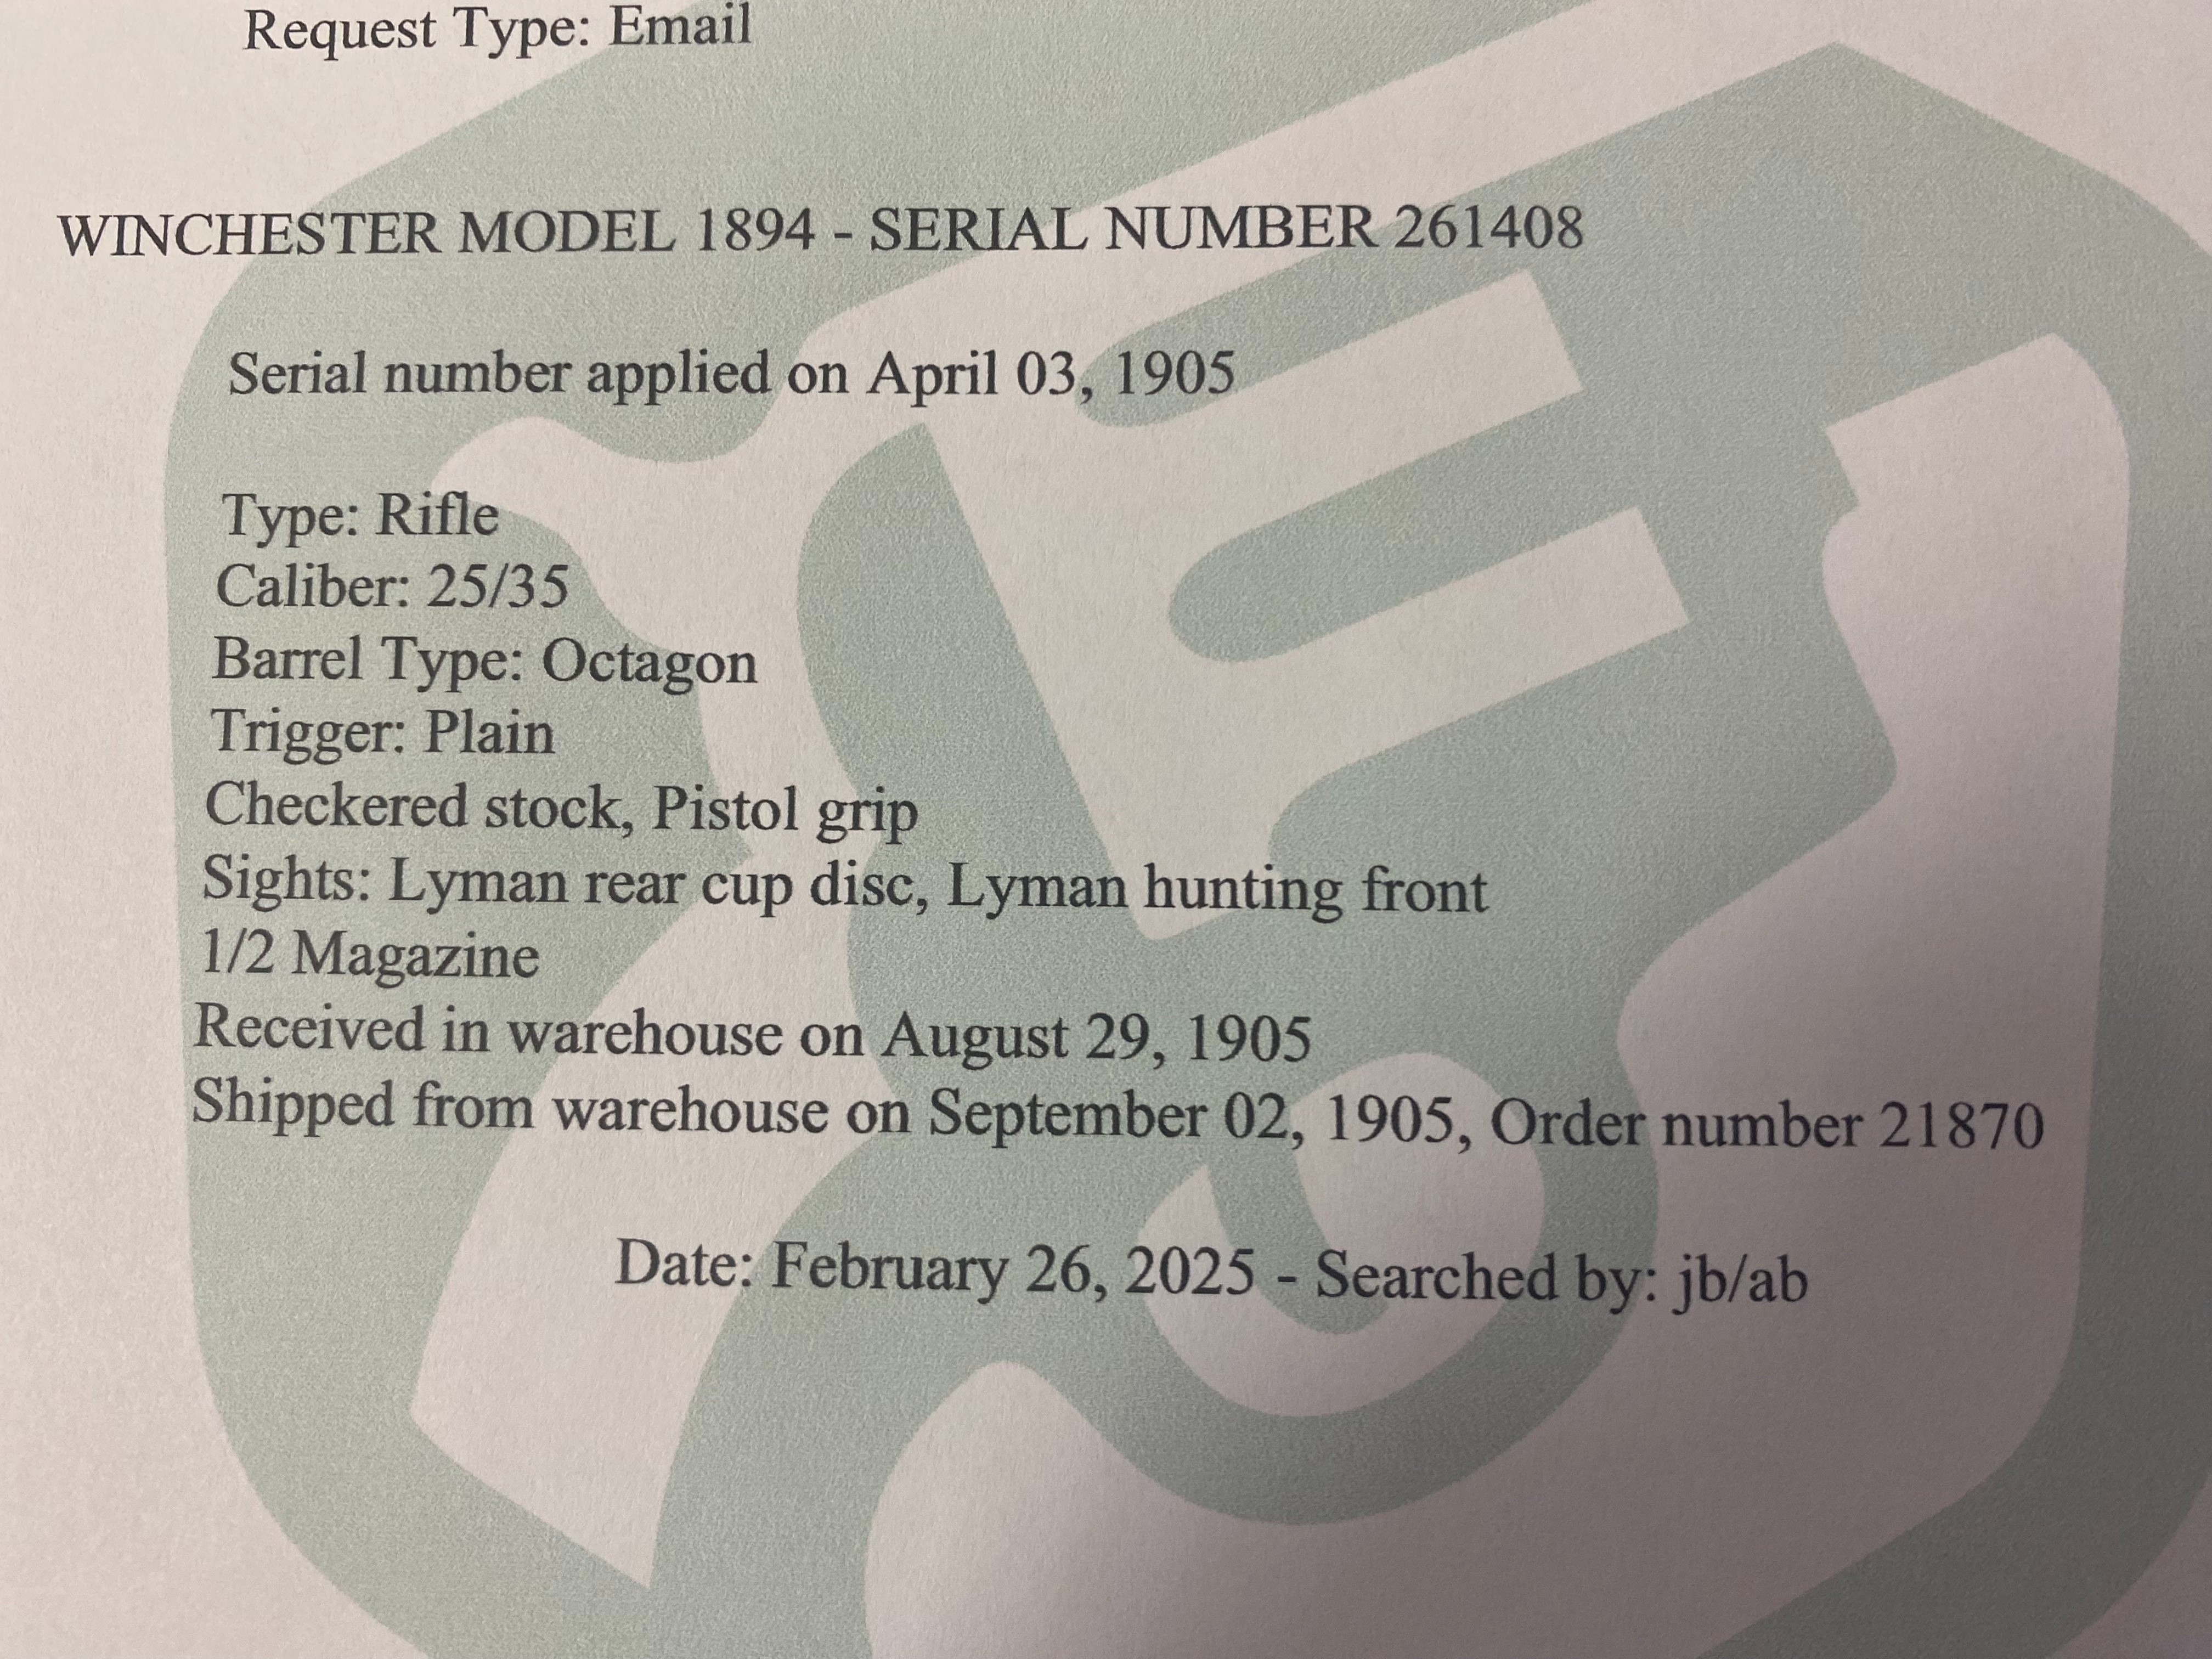 Request Type: Email
WINCHESTER MODEL 1894 - SERIAL NUMBER 261408
Serial number applied on April 03, 1905
Type: Rifle
Caliber: 25/35
Barrel Type: Octagon
Trigger: Plain
Checkered stock, Pistol grip
Sights: Lyman rear cup disc, Lyman hunting front
1/2 Magazine
Received in warehouse on August 29, 1905
Shipped from warehouse on September 02, 1905, Order number 21870
Date: February 26, 2025 - Searched by: jb/ab